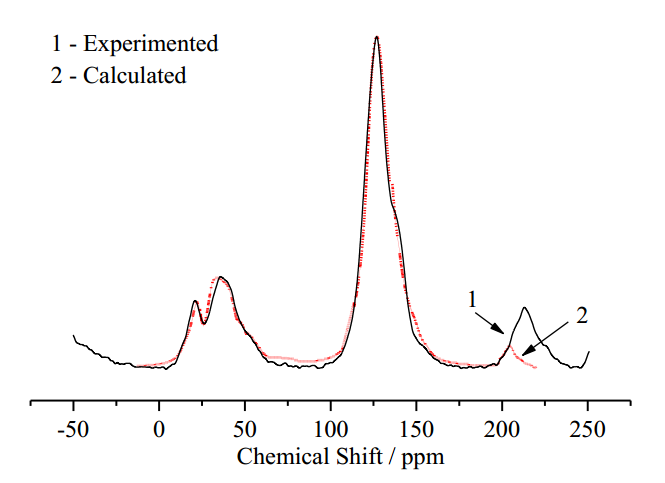 1 - Experimented
2 - Calculated
1
2
-50 0 50 100 150 200 250
Chemical Shift / ppm